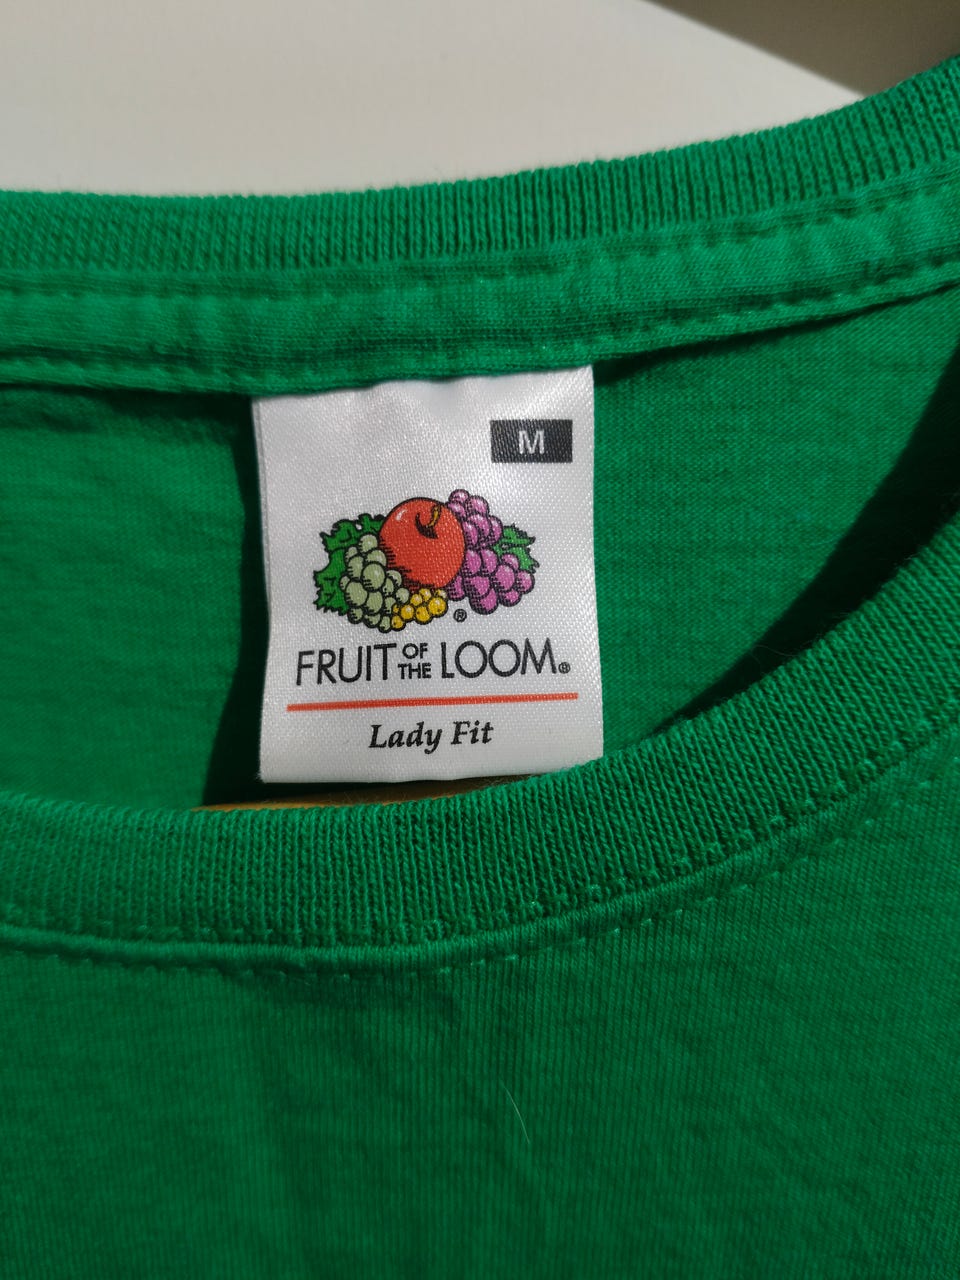 M
®
FRUIT OF THE LOOM®
Lady Fit